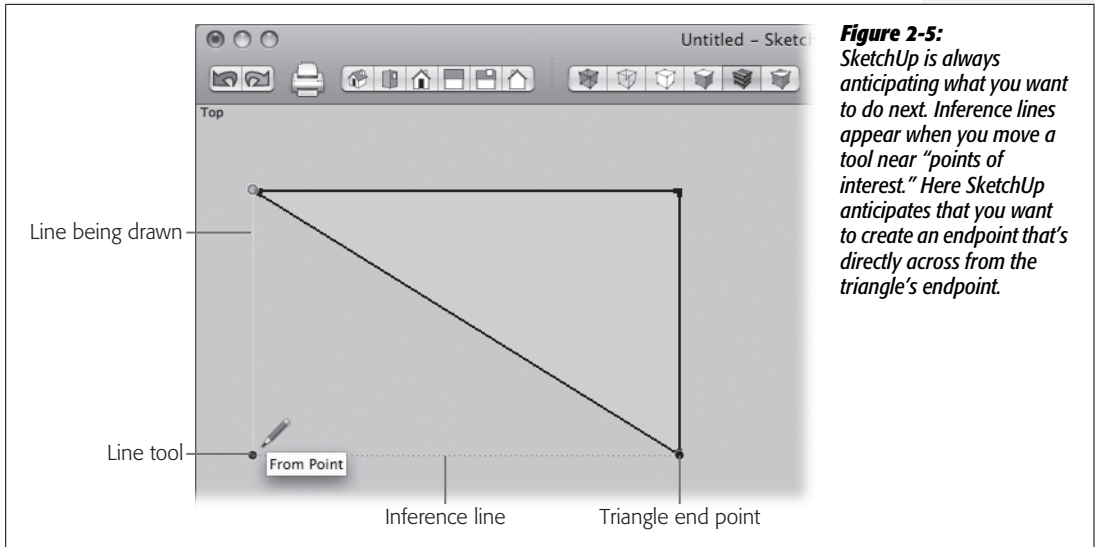 Untitled – Sketc
Top
Line being drawn
Line tool
From Point
Inference line
Triangle end point
Figure 2-5:
SketchUp is always
anticipating what you want
to do next. Inference lines
appear when you move a
tool near “points of
interest.” Here SketchUp
anticipates that you want
to create an endpoint that’s
directly across from the
triangle’s endpoint.